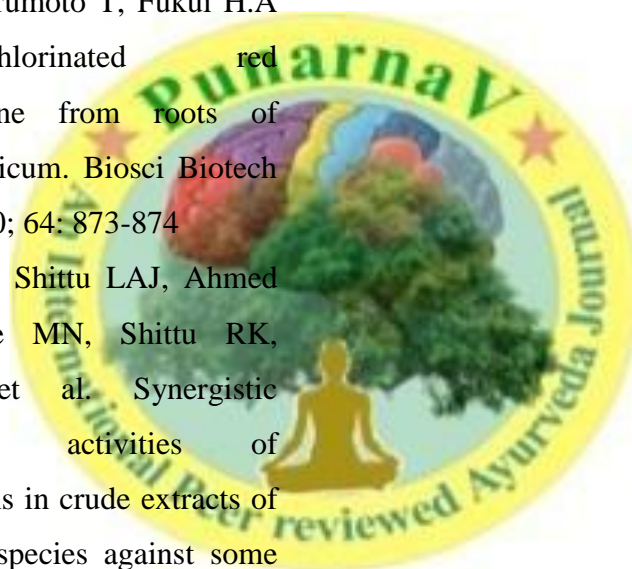 rumoto T, Fukui H.A
hlorinated red
ne from roots of
icum. Biosci Biotech
0; 64: 873-874
Shittu LAJ, Ahmed
e MN, Shittu RK,
et al. Synergistic
activities of
s in crude extracts of
species against some
PunarnaV
An International Peer reviewed Ayurveda Journal